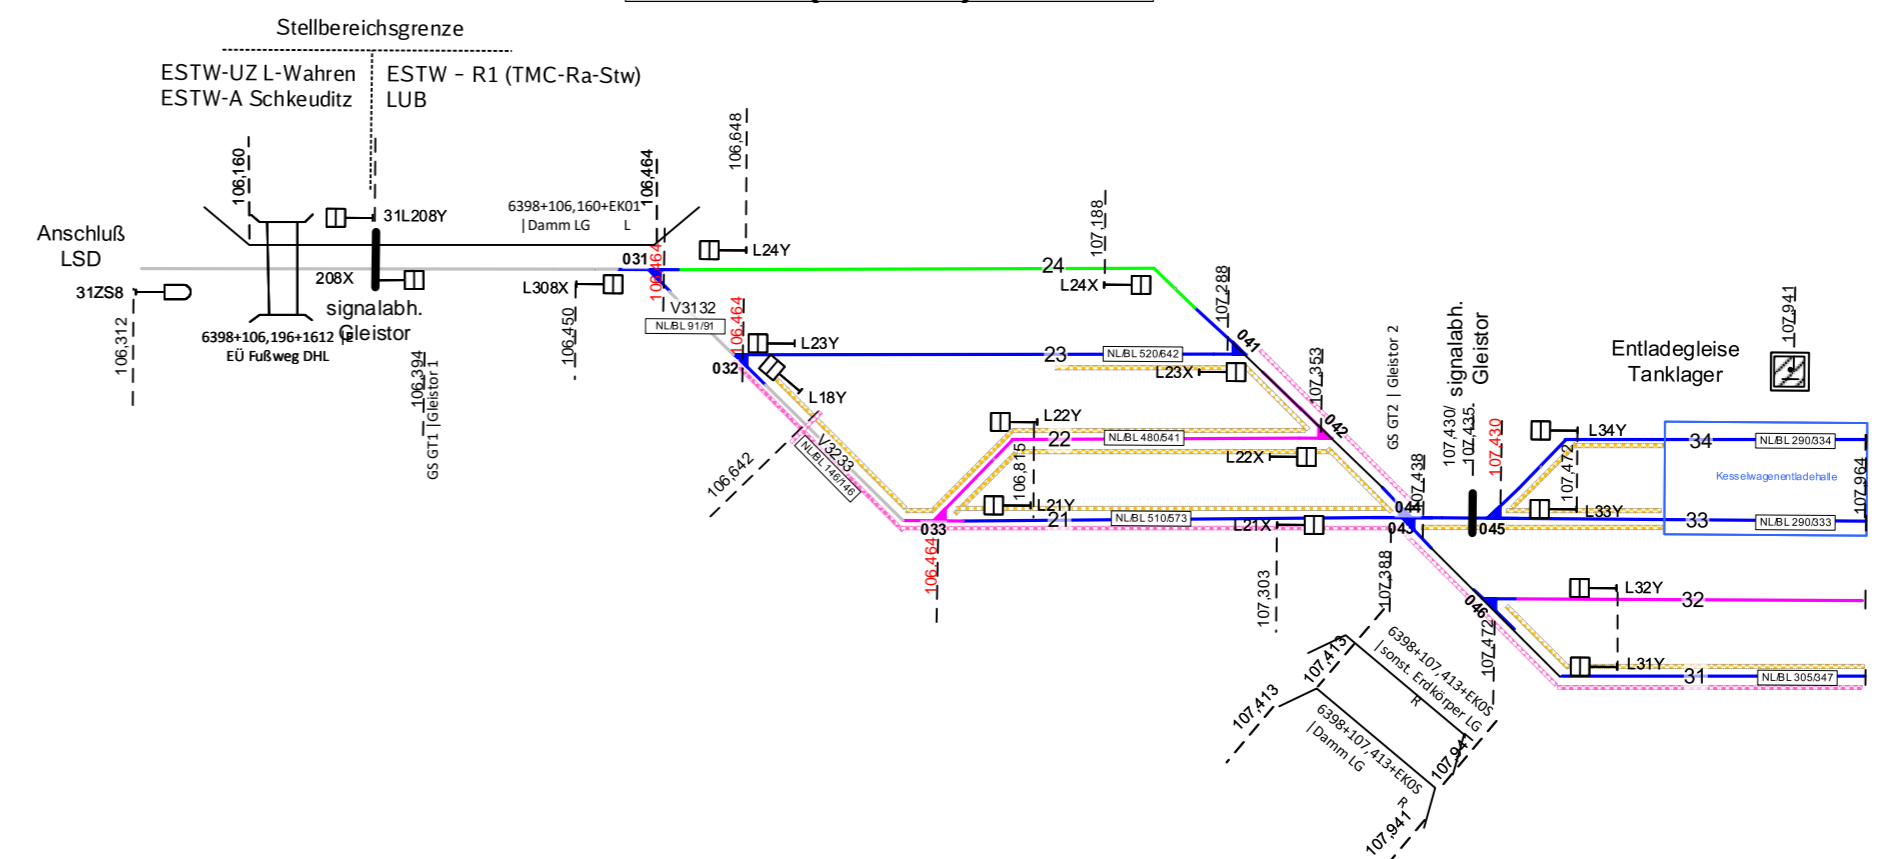 Stellbereichsgrenze
ESTW-UZ L-Wahren
ESTW-A Schkeuditz
ESTW – R1 (TMC-Ra-Stw)
LUB
Anschluß
LSD
31ZS8
106,312
106,160
6398+106,196+1612 |E
EÜ Fußweg DHL
31L208Y
208X
signalabh.
Gleistor
106,394
GS GT1 |Gleistor 1
6398+106,160+EK01
|Damm LG L
106,464
106,648
031
106,464
L308X
106,450
L24Y
V3132
NL/BL 91/91
106,464
032
L23Y
L18Y
V3233
NL/BL 146/146
106,642
24
107,188
L24X
107,288
041
23
NL/BL 520/642
L23X
107,353
042
L22Y
22
NL/BL 480/541
L22X
106,815
L21Y
21
NL/BL 510/573
L21X
033
106,464
107,303
GS GT2 | Gleistor 2
107,438
044
043
107,388
107,430/
107,435
signalabh.
Gleistor
107,430
045
L34Y
107,472
L33Y
Entladegleise
Tanklager
107,941
34
NL/BL 290/334
Kesselwagenentladehalle
107,964
33
NL/BL 290/333
046
107,472
L32Y
32
L31Y
31
NL/BL 305/347
107,413
6398+107,413+EK0S
|sonst. Erdkörper LG
R
107,941
107,413
6398+107,413+EK0S
|Damm LG
R
107,941